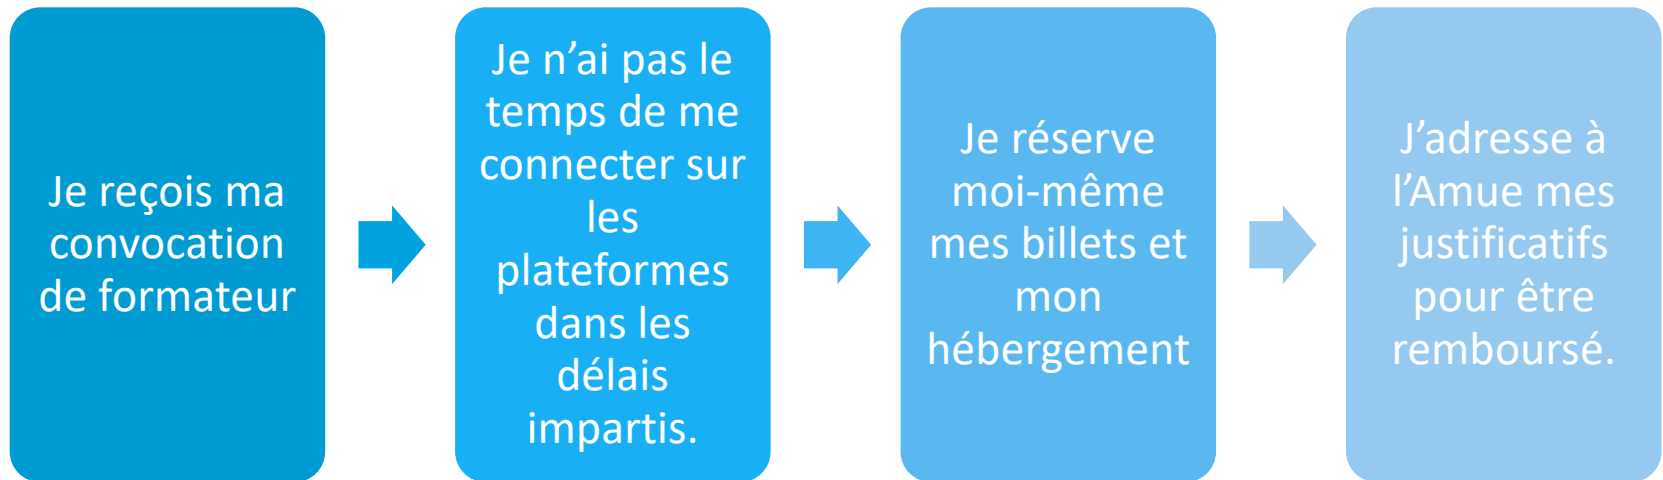 Je reçois ma
convocation
de formateur
Je n’ai pas le
temps de me
connecter sur
les
plateformes
dans les
délais
impartis.
Je réserve
moi-même
mes billets et
mon
hébergement
J’adresse à
l’Amue mes
justificatifs
pour être
remboursé.